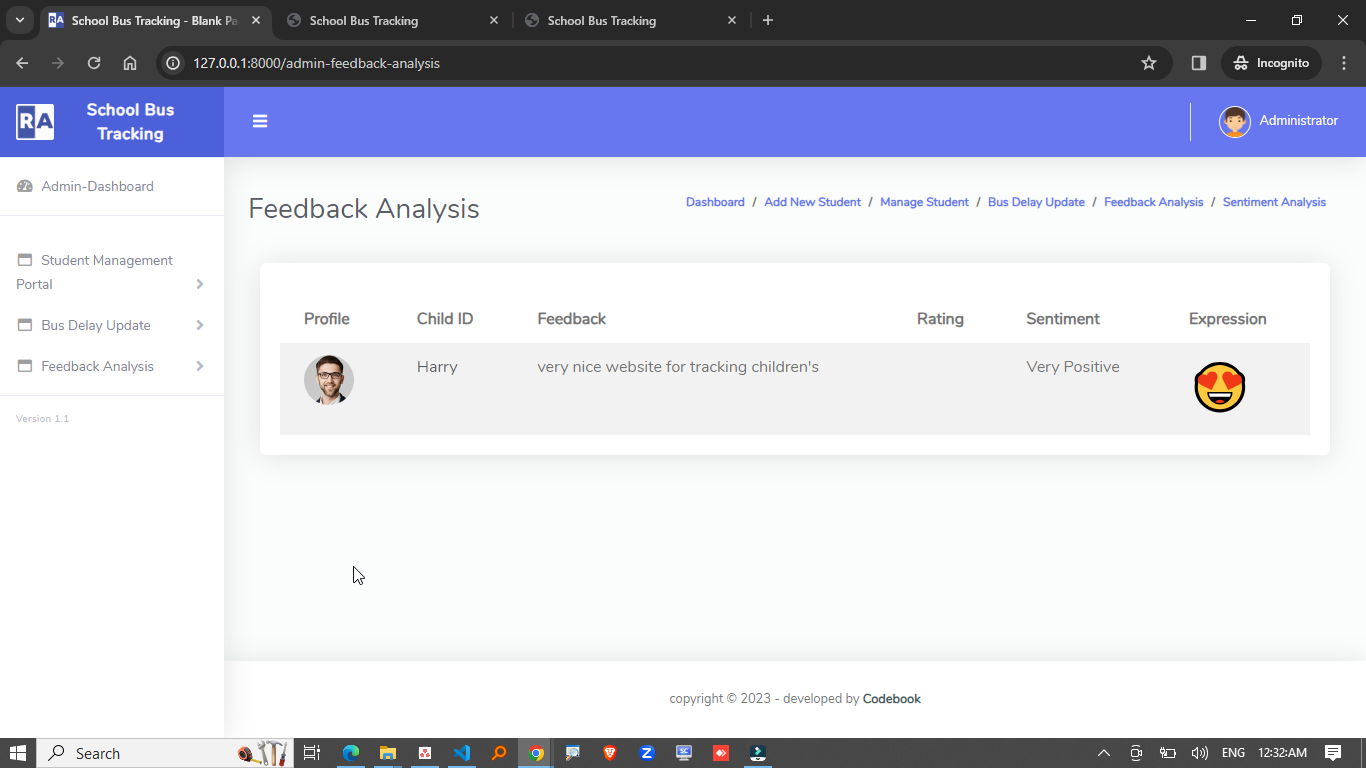 School Bus Tracking - Blank Pa
School Bus Tracking
School Bus Tracking
127.0.0.1:8000/admin-feedback-analysis
Incognito
RA
School Bus
Tracking
Administrator
Admin-Dashboard
Student Management
Portal
Bus Delay Update
Feedback Analysis
Version 1.1
Feedback Analysis
Dashboard / Add New Student / Manage Student / Bus Delay Update / Feedback Analysis / Sentiment Analysis
Profile Child ID Feedback Rating Sentiment Expression
Harry very nice website for tracking children's Very Positive
copyright © 2023 - developed by Codebook
Search
ENG 12:32:AM